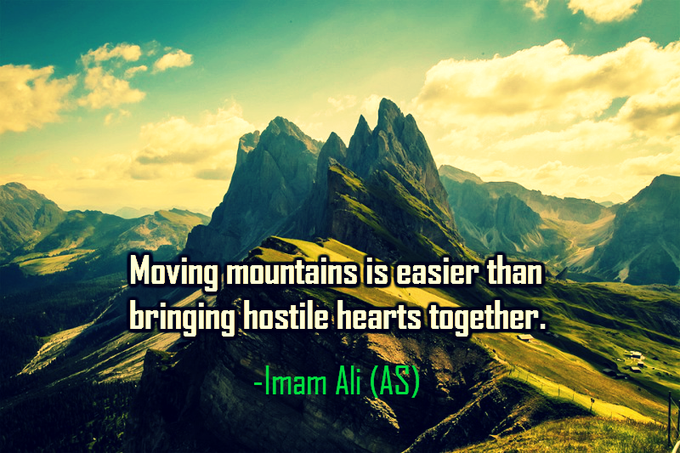 Moving mountains is easier than
bringing hostile hearts together.
-Imam Ali (AS)